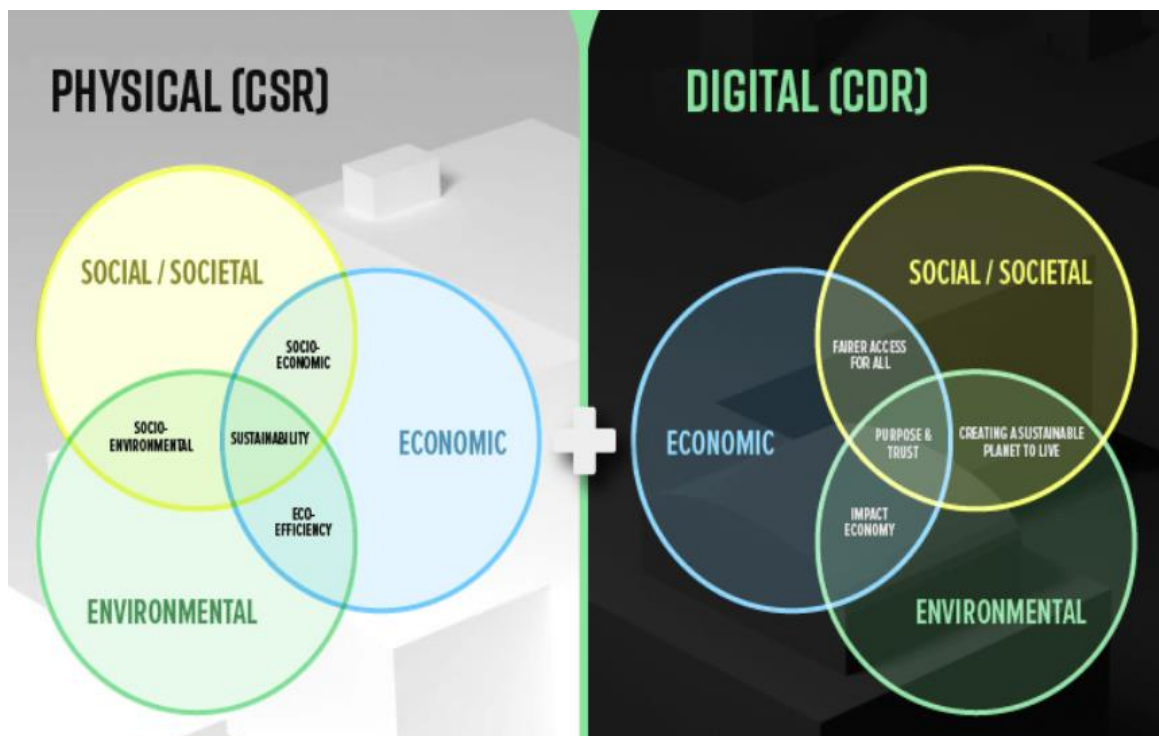 PHYSICAL (CSR)
SOCIAL / SOCIETAL
SOCIO-
ECONOMIC
SOCIO-
ENVIRONMENTAL
SUSTAINABILITY
ECONOMIC
ECO-
EFFICIENCY
ENVIRONMENTAL
DIGITAL (CDR)
SOCIAL / SOCIETAL
FAIRER ACCESS
FOR ALL
ECONOMIC
PURPOSE &
TRUST
CREATING A SUSTAINABLE
PLANET TO LIVE
IMPACT
ECONOMY
ENVIRONMENTAL